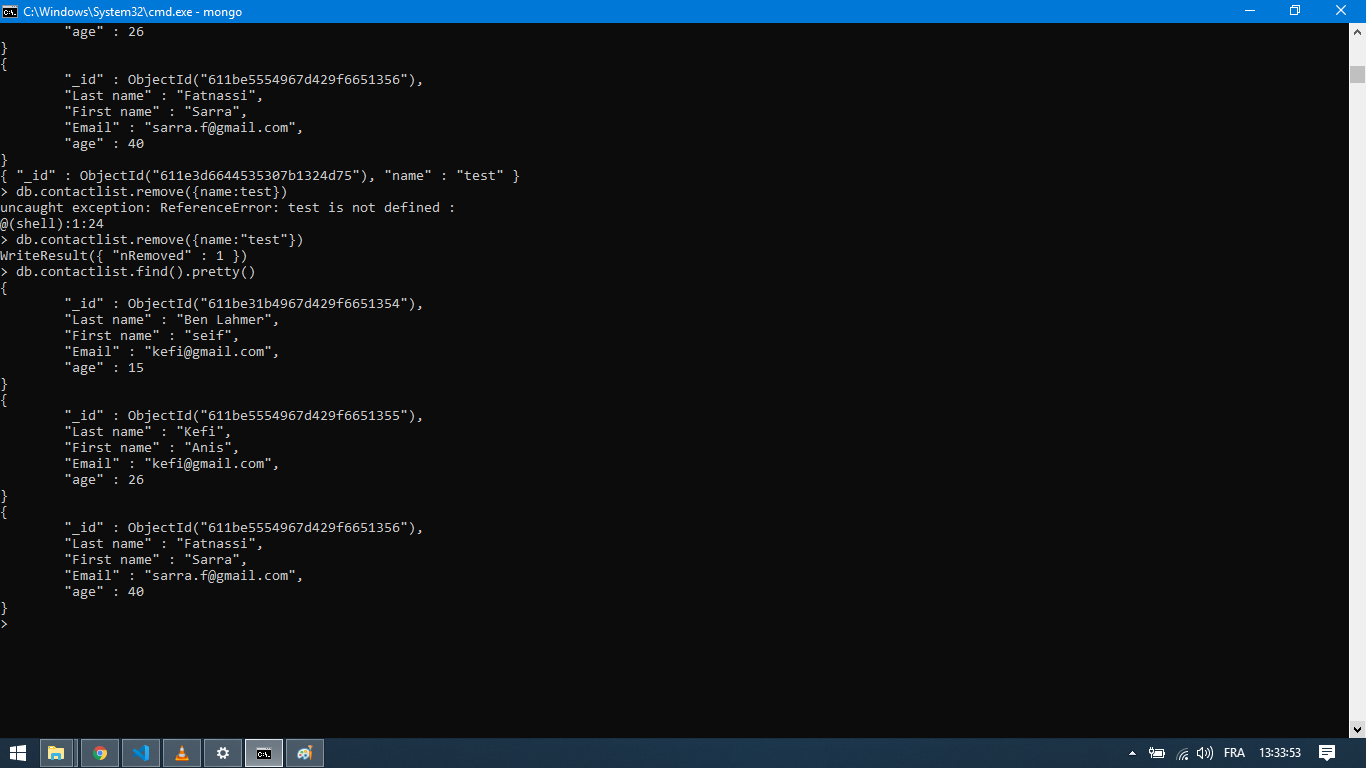 C:\Windows\System32\cmd.exe - mongo
        "age" : 26
}
{
        "_id" : ObjectId("611be5554967d429f6651356"),
        "Last name" : "Fatnassi",
        "First name" : "Sarra",
        "Email" : "sarra.f@gmail.com",
        "age" : 40
}
{ "_id" : ObjectId("611e3d6644535307b1324d75"), "name" : "test" }
> db.contactlist.remove({name:test})
uncaught exception: ReferenceError: test is not defined :
@(shell):1:24
> db.contactlist.remove({name:"test"})
WriteResult({ "nRemoved" : 1 })
> db.contactlist.find().pretty()
{
        "_id" : ObjectId("611be31b4967d429f6651354"),
        "Last name" : "Ben Lahmer",
        "First name" : "seif",
        "Email" : "kefi@gmail.com",
        "age" : 15
}
{
        "_id" : ObjectId("611be5554967d429f6651355"),
        "Last name" : "Kefi",
        "First name" : "Anis",
        "Email" : "kefi@gmail.com",
        "age" : 26
}
{
        "_id" : ObjectId("611be5554967d429f6651356"),
        "Last name" : "Fatnassi",
        "First name" : "Sarra",
        "Email" : "sarra.f@gmail.com",
        "age" : 40
}
>
FRA 13:33:53